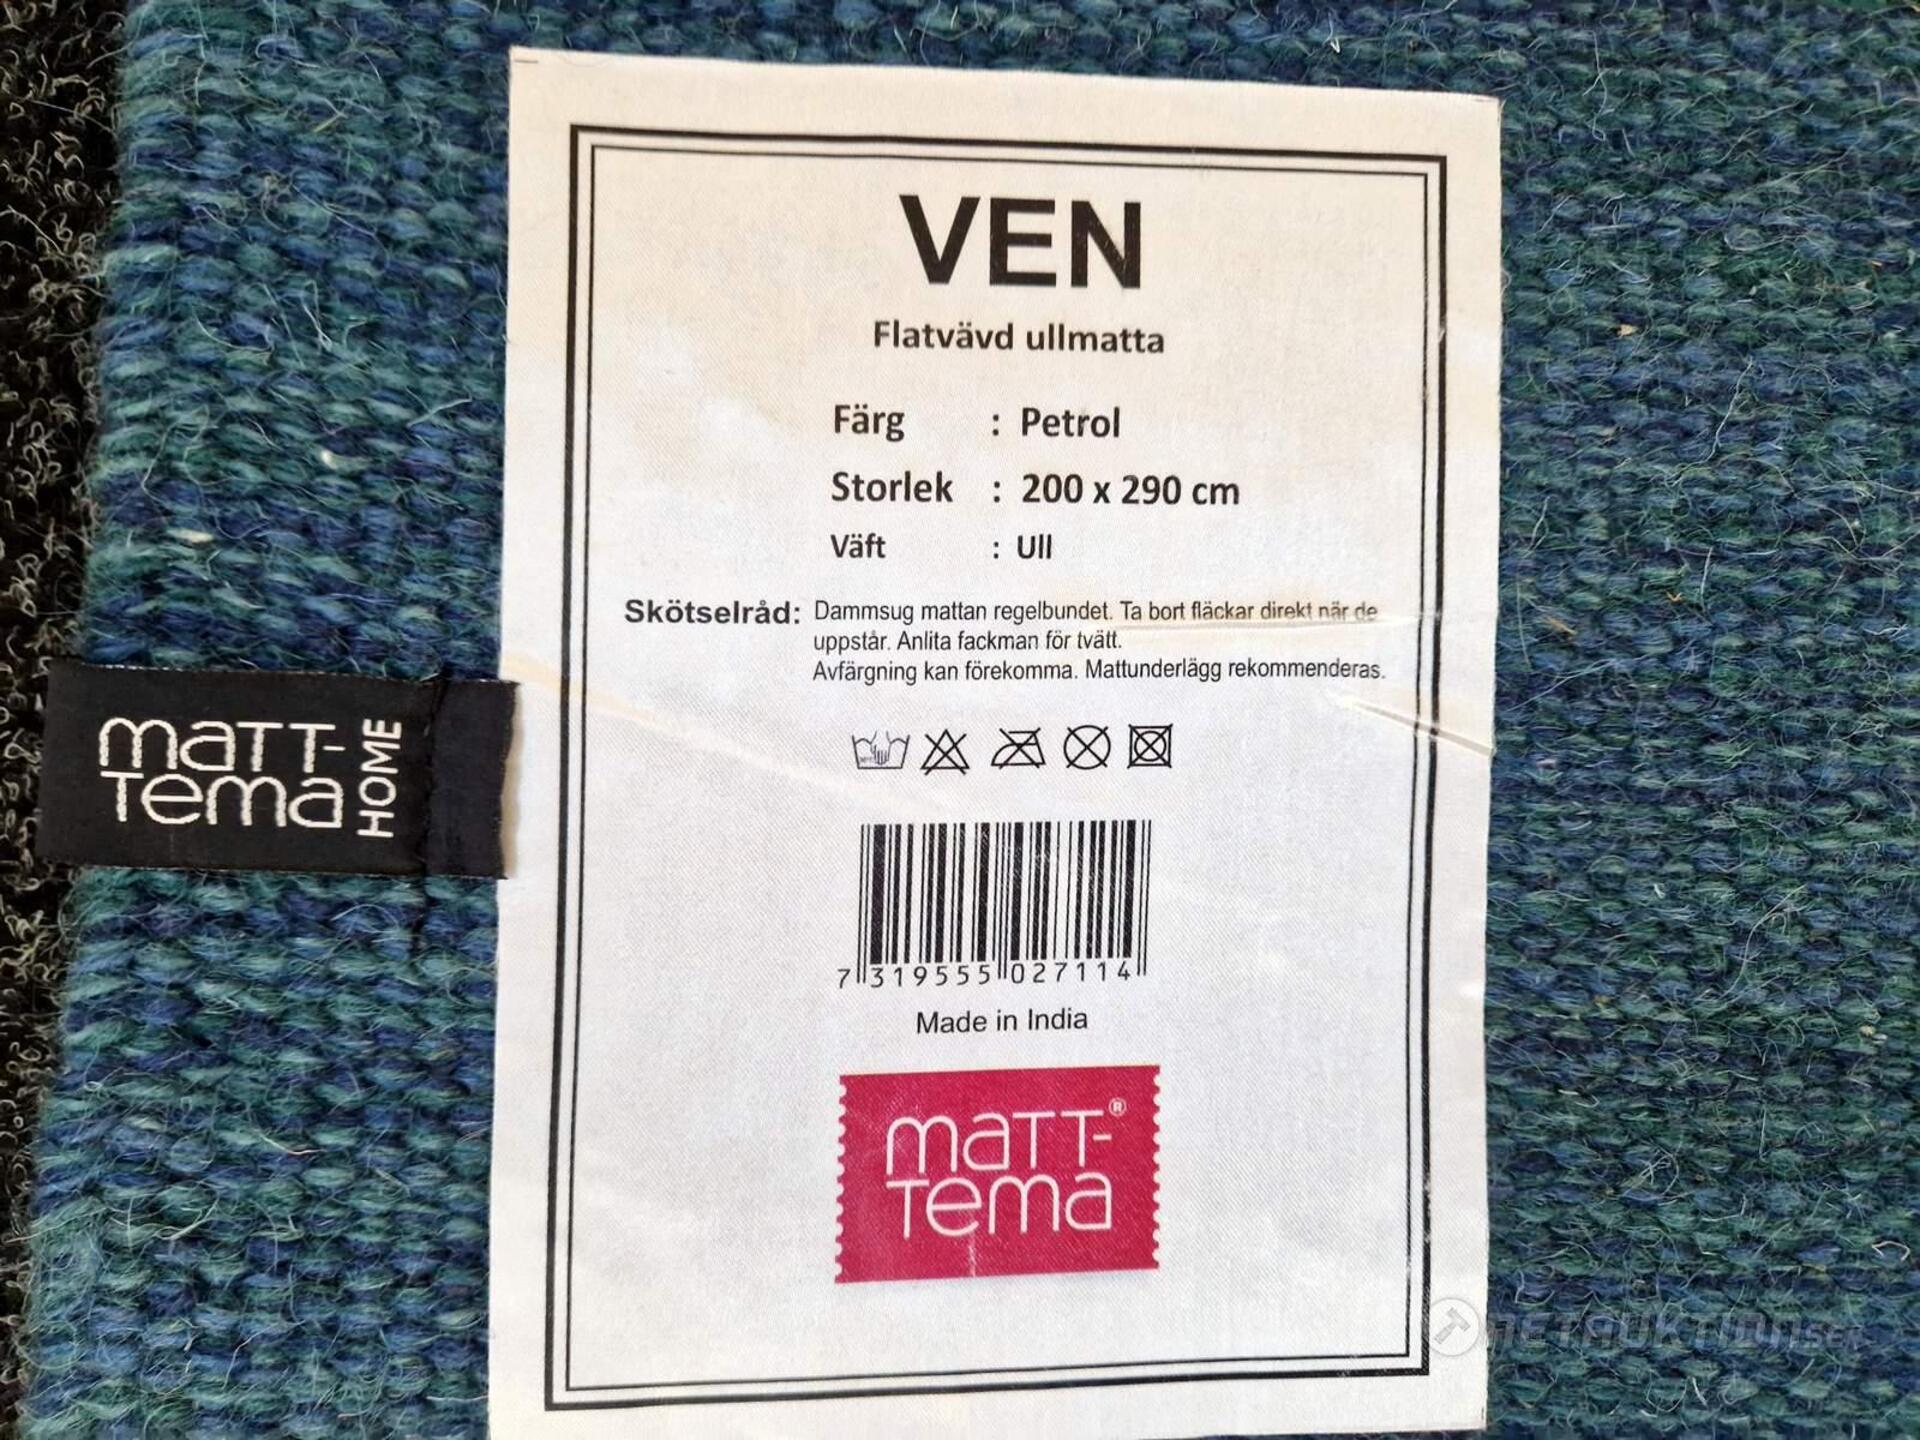 VEN
Flatvävd ullmatta
Färg : Petrol
Storlek : 200 x 290 cm
Väft : Ull
Skötselråd: Dammsug mattan regelbundet. Ta bort fläckar direkt när de
uppstår. Anlita fackman för tvätt.
Avfärgning kan förekomma. Mattunderlägg rekommenderas.
7 319555 027114
Made in India
matt-®
tema
matt-
tema
HOME
NETAUKTION.SE